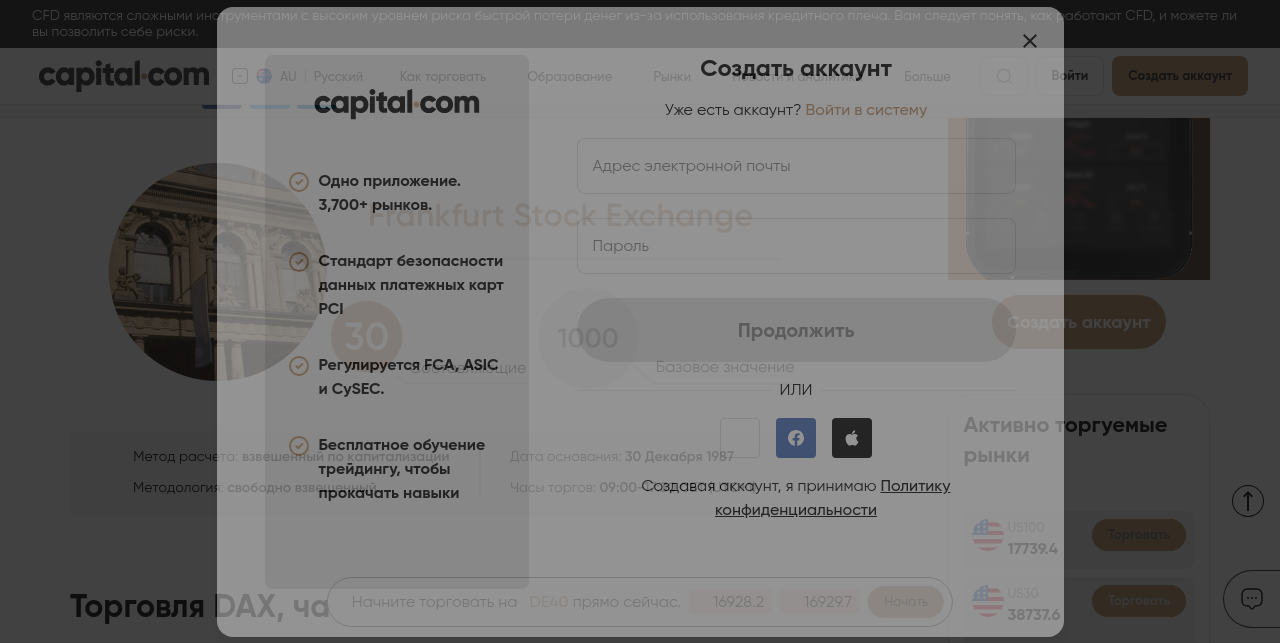 CFD являются сложными инструментами с высоким уровнем риска быстрой потери денег из-за использования кредитного плеча. Вам следует понять, как работают CFD, и можете ли
вы позволить себе риски.
capital.com
AU
Русский
Как торговать
Образование
Рынки
Новости и аналитика
Больше
Войти
Создать аккаунт
capital.com
Одно приложение.
3,700+ рынков.
Стандарт безопасности
данных платежных карт
PCI
Регулируется FCA, ASIC
и CySEC.
Бесплатное обучение
трейдингу, чтобы
прокачать навыки
Создать аккаунт
Уже есть аккаунт? Войти в систему
Адрес электронной почты
Пароль
Продолжить
ИЛИ
Создавая аккаунт, я принимаю Политику
конфиденциальности
Frankfurt Stock Exchange
30
Составляющие
1000
Базовое значение
Метод расчета: взвешенный по капитализации
Методология: свободно взвешенный
Дата основания: 30 Декабря 1987
Часы торгов: 09:00
Создать аккаунт
Активно торгуемые
рынки
US100
17739.4
Торговать
US30
38737.6
Торговать
Торговля DAX, ча
Начните торговать на DE40 прямо сейчас.
16928.2
16929.7
Начать